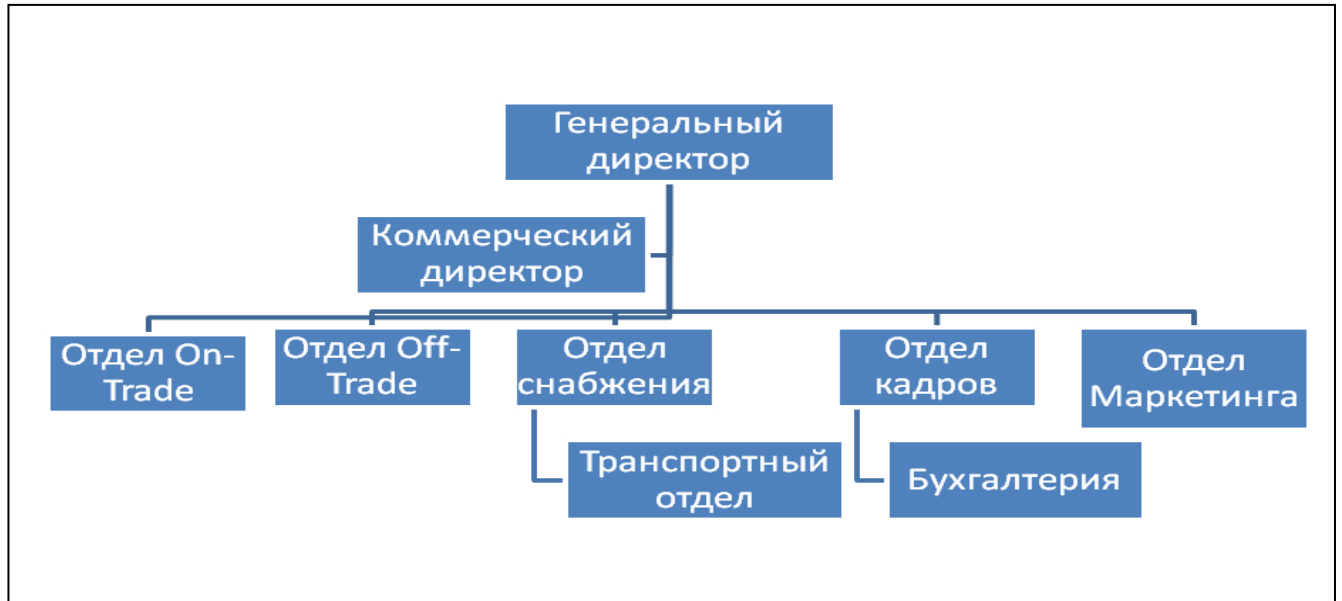 Генеральный
директор
Коммерческий
директор
Отдел On-
Trade
Отдел Off-
Trade
Отдел
снабжения
Отдел
кадров
Отдел
Маркетинга
Транспортный
отдел
Бухгалтерия